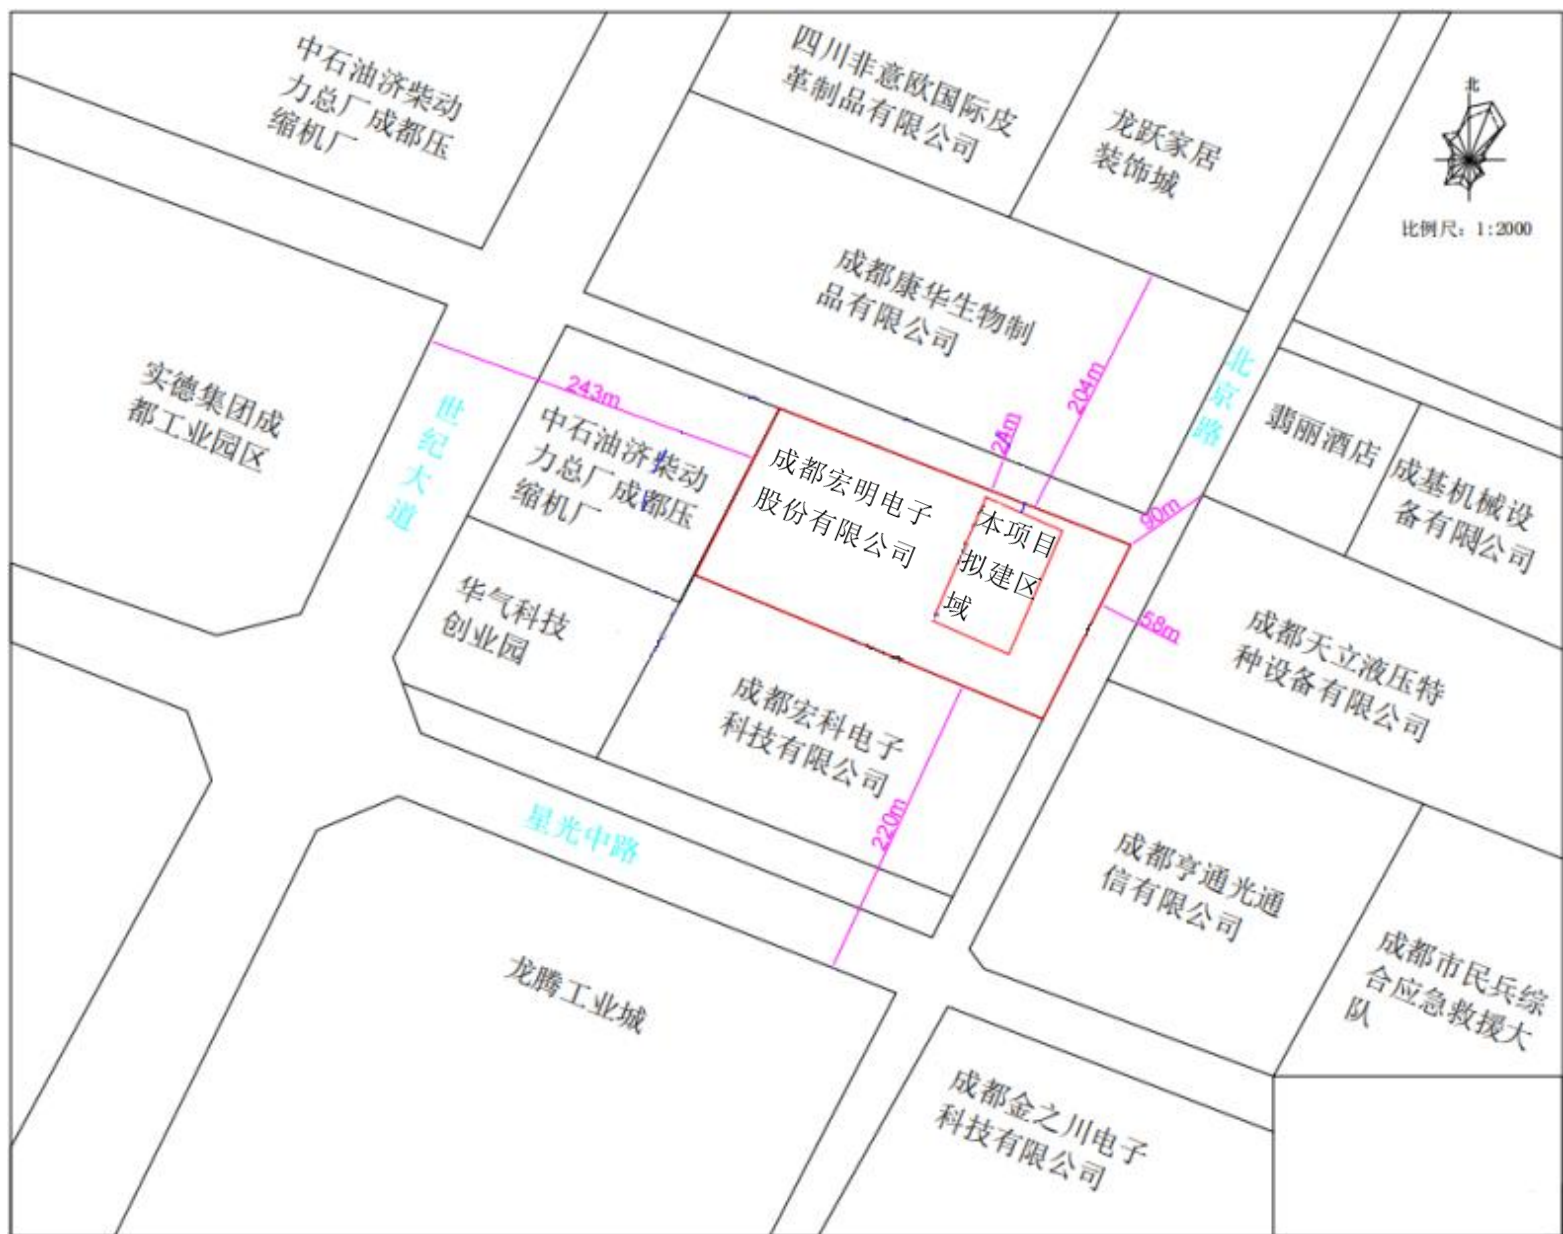 中石油济柴动
力总厂成都压
缩机厂
四川非意欧国际皮
革制品有限公司
龙跃家居
装饰城
北
比例尺：1:2000
成都康华生物制
品有限公司
204m
北
京
路
实德集团成
都工业园区
世
纪
大
道
243m
中石油济柴动
力总厂成都压
缩机厂
成都宏明电子
股份有限公司
本项目
拟建区
域
90m
58m
翡丽酒店
成基机械设
备有限公司
华气科技
创业园
成都宏科电子
科技有限公司
成都天立液压特
种设备有限公司
220m
星光中路
成都亨通光通
信有限公司
成都市民兵综
合应急救援大
队
龙腾工业城
成都金之川电子
科技有限公司